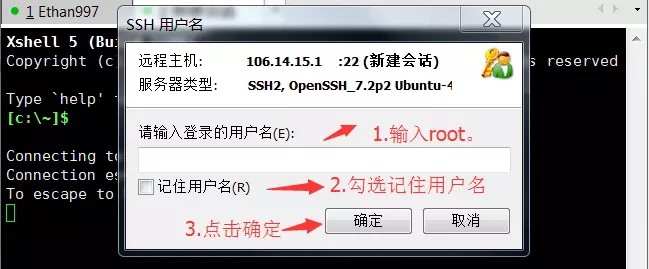 1 Ethan997
SSH 用户名
Xshell 5 (Bu
Copyright (c
s reserved
远程主机: 106.14.15.1 :22 (新建会话)
服务器类型: SSH2, OpenSSH_7.2p2 Ubuntu-4
Type `help'
[c:\~]$
请输入登录的用户名(E): 1.输入root。
Connecting to
Connection es
To escape to
记住用户名(R) 2.勾选记住用户名
3.点击确定 确定 取消